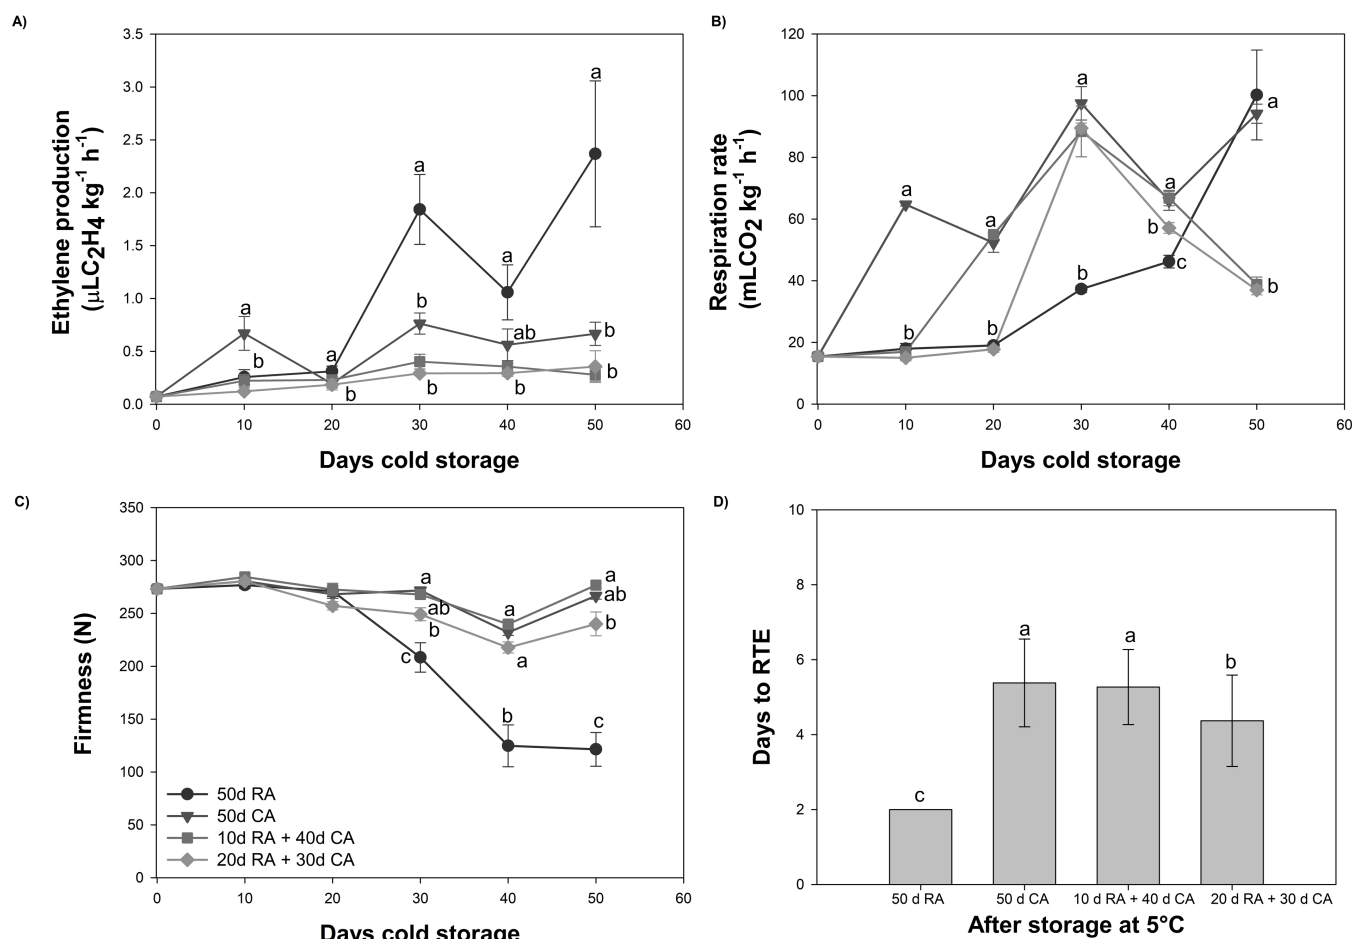 A)
Ethylene production
(μLC2H4 kg-1 h-1)
3.5
3.0
2.5
2.0
1.5
1.0
0.5
0.0
a
a
a
a
a
b
a
b
b
ab
b
b
b
b
b
0 10 20 30 40 50 60
Days cold storage
B)
Respiration rate
(mLCO2 kg-1 h-1)
120
100
80
60
40
20
0
a
a
a
a
a
b
b
b
b
c
b
0 10 20 30 40 50 60
Days cold storage
C)
Firmness (N)
350
300
250
200
150
100
50
0
a
ab
b
c
a
a
b
a
ab
b
c
50d RA
50d CA
10d RA + 40d CA
20d RA + 30d CA
0 10 20 30 40 50 60
Days cold storage
D)
Days to RTE
10
8
6
4
2
0
c
a
a
b
50 d RA 50 d CA 10 d RA + 40 d CA 20 d RA + 30 d CA
After storage at 5°C